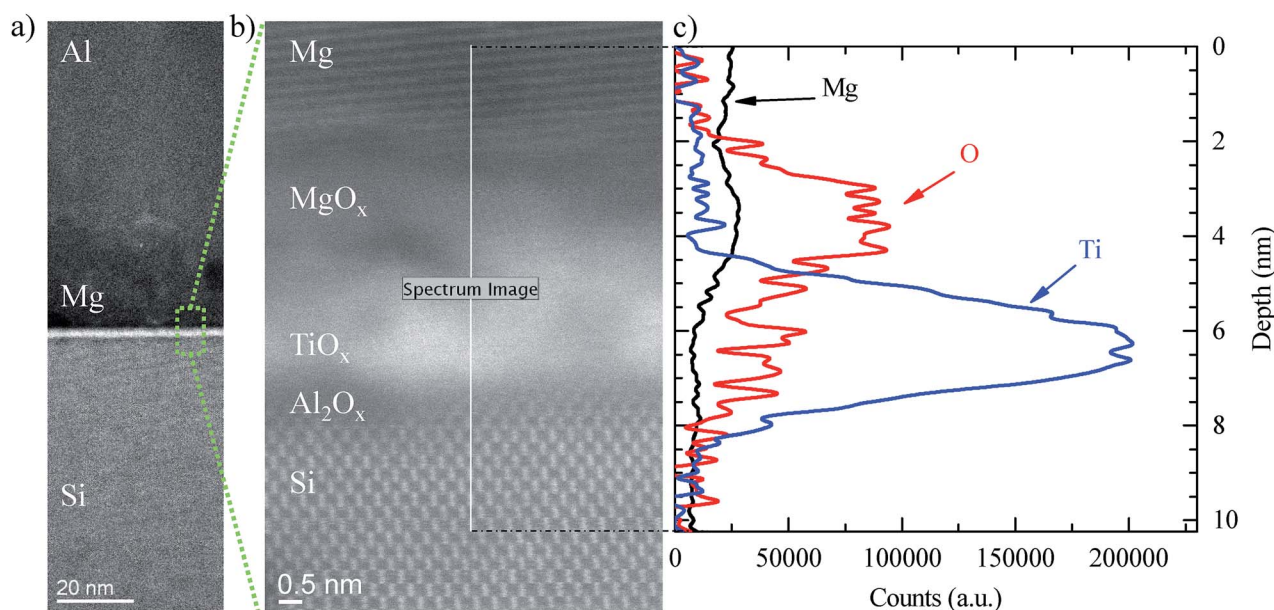 a)
Al
Mg
Si
20 nm
b)
Mg
MgOₓ
Spectrum Image
TiOₓ
Al₂Oₓ
Si
0.5 nm
c)
Mg
O
Ti
0
2
4
6
8
10
Depth (nm)
0 50000 100000 150000 200000
Counts (a.u.)